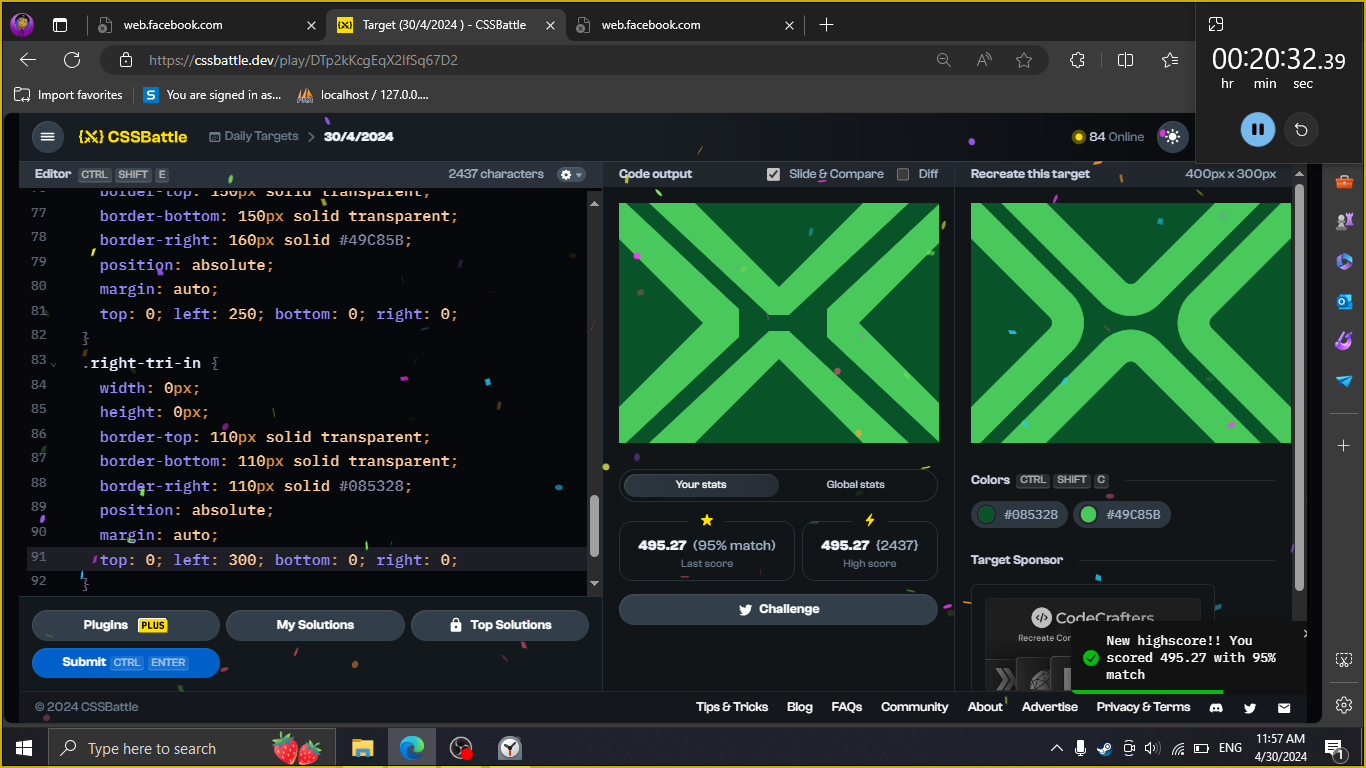 web.facebook.com
Target (30/4/2024 ) - CSSBattle
web.facebook.com
https://cssbattle.dev/play/DTp2kKcgEqX2IfSq67D2
00:20:32.39
hr min sec
Import favorites
You are signed in as...
localhost / 127.0.0....
{X} CSSBattle
Daily Targets > 30/4/2024
84 Online
Editor CTRL SHIFT E
2437 characters
Code output
Slide & Compare
Diff
Recreate this target
400px x 300px
border-top: 150px solid transparent;
77 border-bottom: 150px solid transparent;
78 border-right: 160px solid #49C85B;
79 position: absolute;
80 margin: auto;
81 top: 0; left: 250; bottom: 0; right: 0;
82 }
83 .right-tri-in {
84 width: 0px;
85 height: 0px;
86 border-top: 110px solid transparent;
87 border-bottom: 110px solid transparent;
88 border-right: 110px solid #085328;
89 position: absolute;
90 margin: auto;
91 top: 0; left: 300; bottom: 0; right: 0;
92 }
Your stats
Global stats
495.27 (95% match)
Last score
495.27 {2437}
High score
Challenge
Colors CTRL SHIFT C
#085328
#49C85B
Target Sponsor
CodeCrafters
New highscore!! You
scored 495.27 with 95%
match
Plugins PLUS
My Solutions
Top Solutions
Submit CTRL ENTER
© 2024 CSSBattle
Tips & Tricks
Blog
FAQs
Community
About
Advertise
Privacy & Terms
Type here to search
ENG
11:57 AM
4/30/2024
1